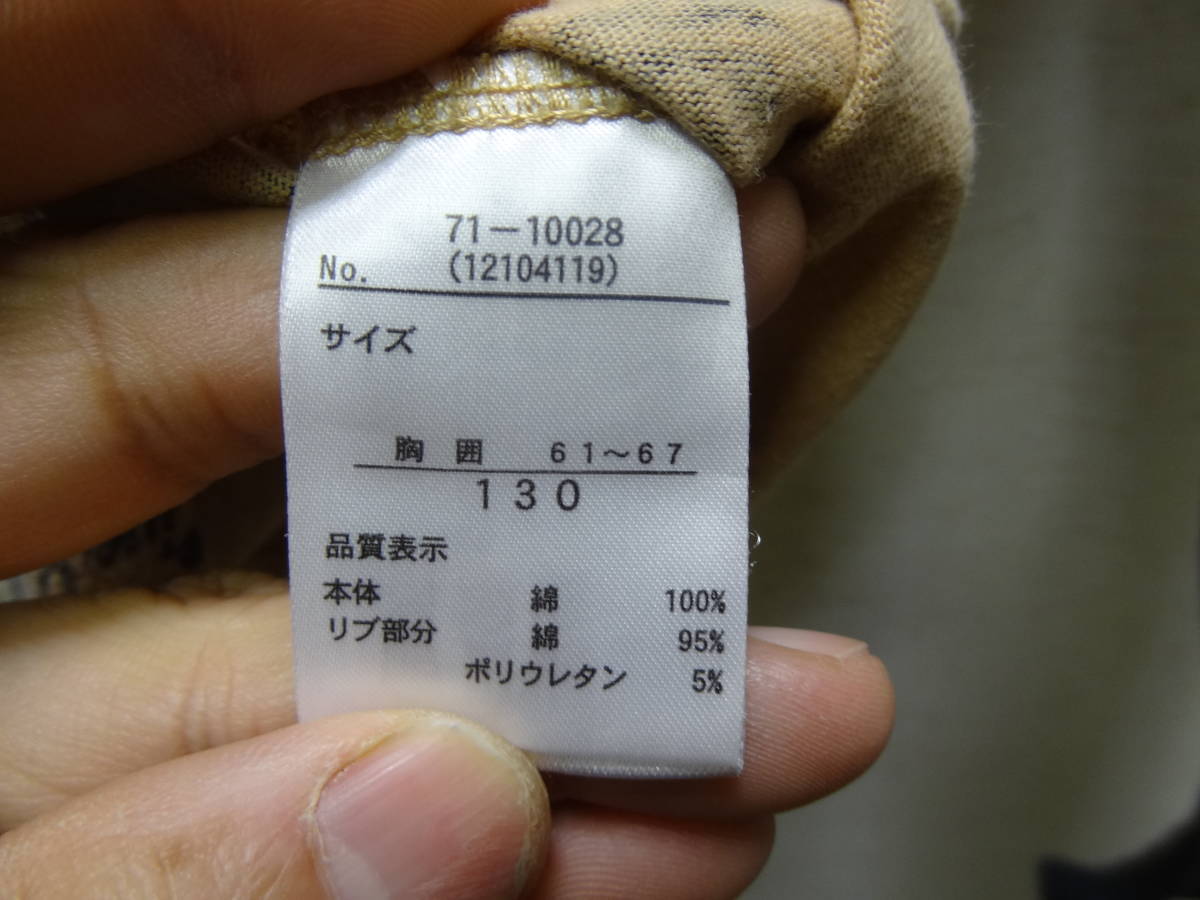 71－10028
No. (12104119)
サイズ
胸囲 61～67
130
品質表示
本体 綿 100%
リブ部分 綿 95%
ポリウレタン 5%